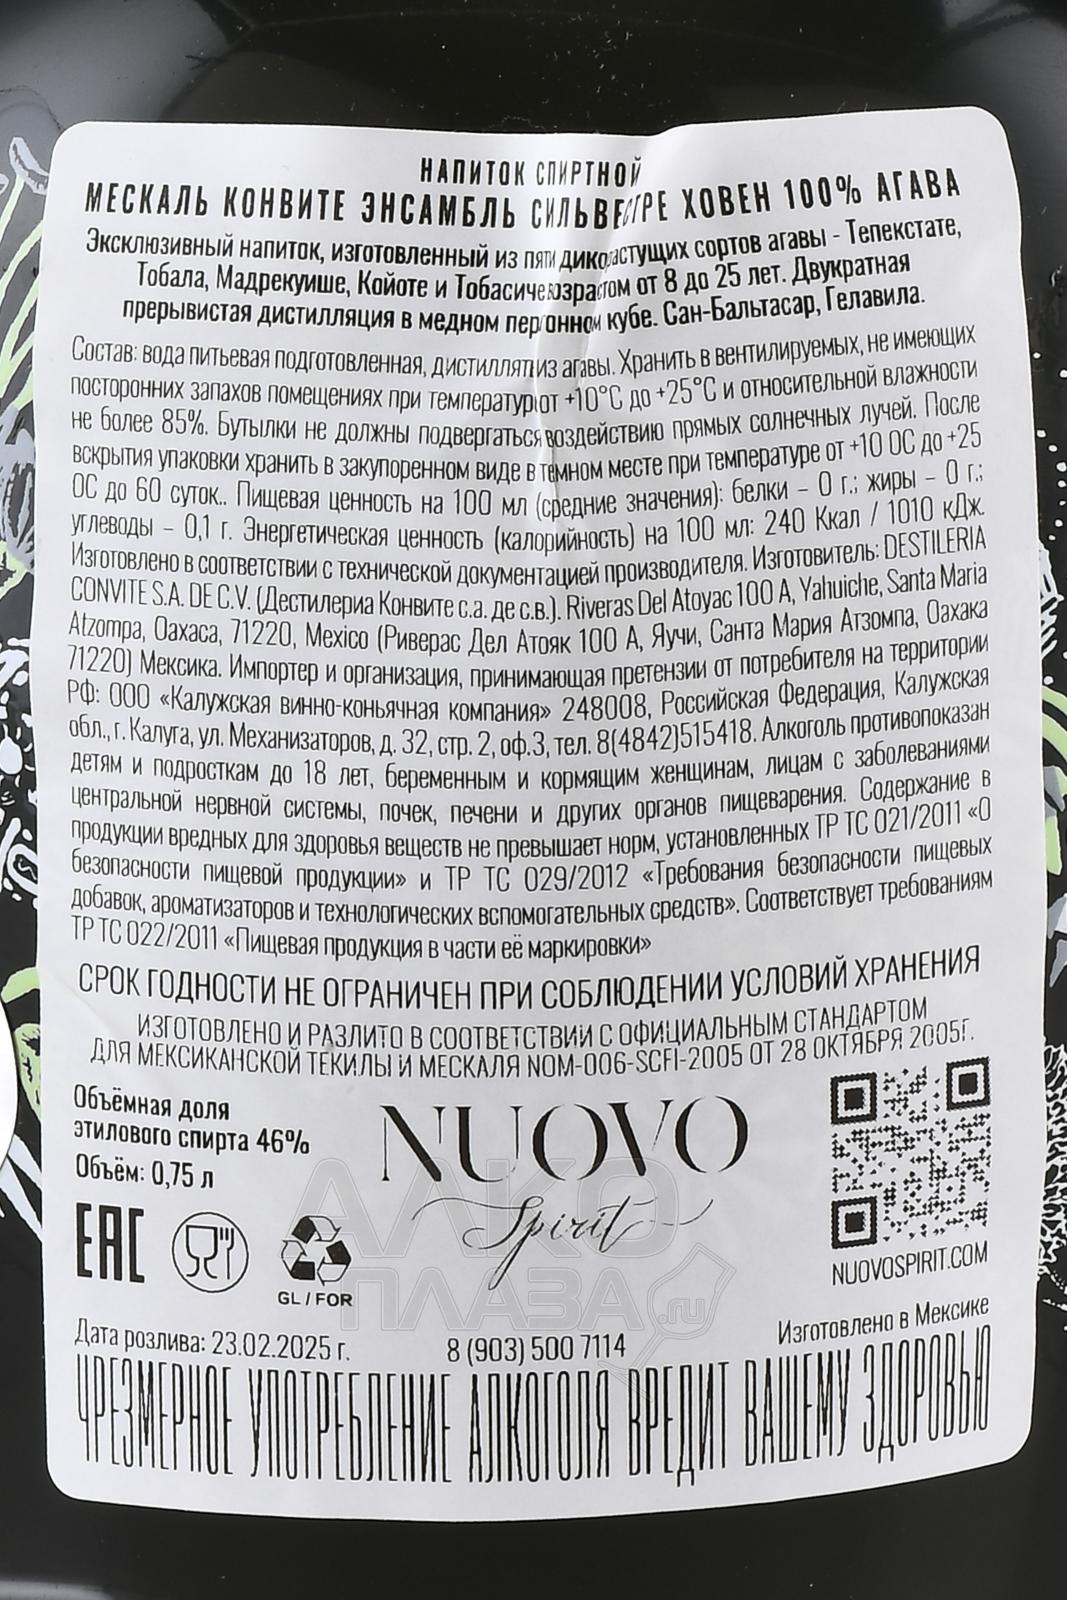 НАПИТОК СПИРТНОЙ
МЕСКАЛЬ КОНВИТЕ ЭНСАМБЛЬ СИЛЬВЕСТРЕ ХОВЕН 100% АГАВА
Эксклюзивный напиток, изготовленный из пяти дикорастущих сортов агавы - Тепекстате,
Тобала, Мадрекуише, Койоте и Тобасиче возрастом от 8 до 25 лет. Двукратная
прерывистая дистилляция в медном перегонном кубе. Сан-Бальтасар, Гелавила.
Состав: вода питьевая подготовленная, дистиллят из агавы. Хранить в вентилируемых, не имеющих
посторонних запахов помещениях при температуре от +10°С до +25°С и относительной влажности
не более 85%. Бутылки не должны подвергаться воздействию прямых солнечных лучей. После
вскрытия упаковки хранить в закупоренном виде в темном месте при температуре от +10 ОС до +25
ОС до 60 суток.. Пищевая ценность на 100 мл (средние значения): белки – 0 г.; жиры – 0 г.;
углеводы – 0,1 г. Энергетическая ценность (калорийность) на 100 мл: 240 Ккал / 1010 кДж.
Изготовлено в соответствии с технической документацией производителя. Изготовитель: DESTILERIA
CONVITE S.A. DE C.V. (Дестилериа Конвите с.а. де с.в.). Riveras Del Atoyac 100 A, Yahuiche, Santa Maria
Atzompa, Oaxaca, 71220, Mexico (Риверас Дел Атояк 100 А, Яучи, Санта Мария Атзомпа, Оахака
71220) Мексика. Импортер и организация, принимающая претензии от потребителя на территории
РФ: ООО «Калужская винно-коньячная компания» 248008, Российская Федерация, Калужская
обл., г. Калуга, ул. Механизаторов, д. 32, стр. 2, оф.3, тел. 8(4842)515418. Алкоголь противопоказан
детям и подросткам до 18 лет, беременным и кормящим женщинам, лицам с заболеваниями
центральной нервной системы, почек, печени и других органов пищеварения. Содержание в
продукции вредных для здоровья веществ не превышает норм, установленных ТР ТС 021/2011 «О
безопасности пищевой продукции» и ТР ТС 029/2012 «Требования безопасности пищевых
добавок, ароматизаторов и технологических вспомогательных средств». Соответствует требованиям
ТР ТС 022/2011 «Пищевая продукция в части её маркировки»
СРОК ГОДНОСТИ НЕ ОГРАНИЧЕН ПРИ СОБЛЮДЕНИИ УСЛОВИЙ ХРАНЕНИЯ
ИЗГОТОВЛЕНО И РАЗЛИТО В СООТВЕТСТВИИ С ОФИЦИАЛЬНЫМ СТАНДАРТОМ
ДЛЯ МЕКСИКАНСКОЙ ТЕКИЛЫ И МЕСКАЛЯ NOM-006-SCFI-2005 ОТ 28 ОКТЯБРЯ 2005г.
Объёмная доля
этилового спирта 46%
Объём: 0,75 л
NUOVO
Spirit
АЛКО
ПЛАЗА.ru
EAC
GL / FOR
NUOVOSPIRIT.COM
Изготовлено в Мексике
Дата розлива: 23.02.2025 г.
8 (903) 500 7114
ЧРЕЗМЕРНОЕ УПОТРЕБЛЕНИЕ АЛКОГОЛЯ ВРЕДИТ ВАШЕМУ ЗДОРОВЬЮ